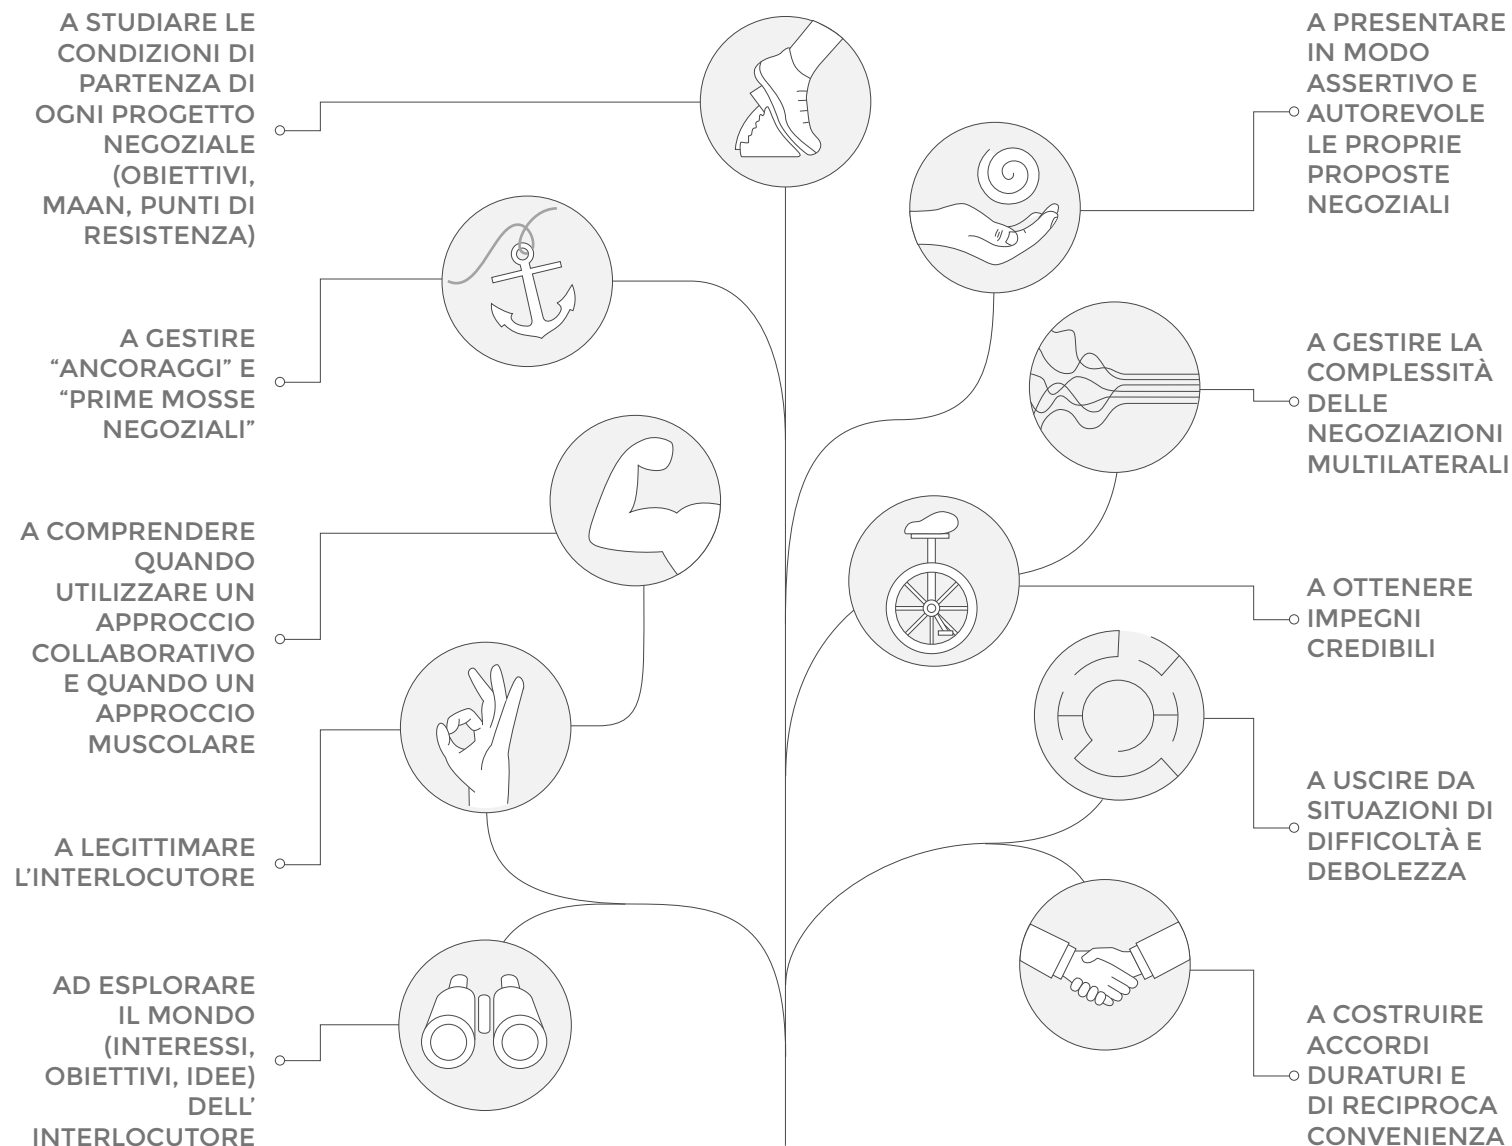 A STUDIARE LE
CONDIZIONI DI
PARTENZA DI
OGNI PROGETTO
NEGOZIALE
(OBIETTIVI,
MAAN, PUNTI DI
RESISTENZA)
A GESTIRE
“ANCORAGGI” E
“PRIME MOSSE
NEGOZIALI”
A COMPRENDERE
QUANDO
UTILIZZARE UN
APPROCCIO
COLLABORATIVO
E QUANDO UN
APPROCCIO
MUSCOLARE
A LEGITTIMARE
L’INTERLOCUTORE
AD ESPLORARE
IL MONDO
(INTERESSI,
OBIETTIVI, IDEE)
DELL’
INTERLOCUTORE
A PRESENTARE
IN MODO
ASSERTIVO E
AUTOREVOLE
LE PROPRIE
PROPOSTE
NEGOZIALI
A GESTIRE LA
COMPLESSITÀ
DELLE
NEGOZIAZIONI
MULTILATERALI
A OTTENERE
IMPEGNI
CREDIBILI
A USCIRE DA
SITUAZIONI DI
DIFFICOLTÀ E
DEBOLEZZA
A COSTRUIRE
ACCORDI
DURATURI E
DI RECIPROCA
CONVENIENZA